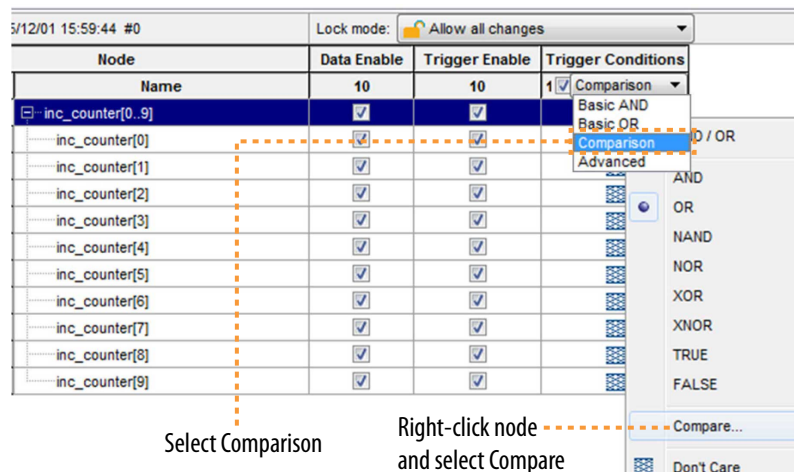 5/12/01 15:59:44 #0 Lock mode: Allow all changes
Node Data Enable Trigger Enable Trigger Conditions
Name 10 10 1 Comparison
Basic AND
Basic OR
Comparison
Advanced
inc_counter[0..9]
inc_counter[0]
inc_counter[1]
inc_counter[2]
inc_counter[3]
inc_counter[4]
inc_counter[5]
inc_counter[6]
inc_counter[7]
inc_counter[8]
inc_counter[9]
/ OR
AND
OR
NAND
NOR
XOR
XNOR
TRUE
FALSE
Compare...
Don't Care
Select Comparison
Right-click node
and select Compare